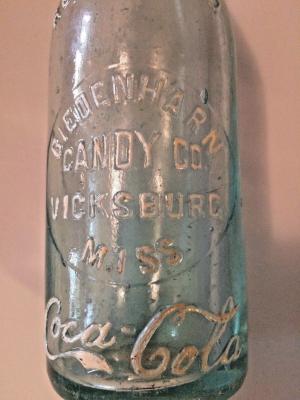 BIEDENHARN
CANDY CO.
VICKSBURG
MISS
Coca-Cola